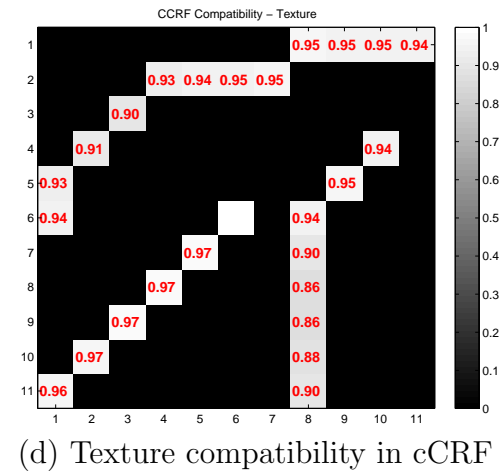 CCRF Compatibility − Texture
1 0.95 0.95 0.95 0.94 1
2 0.93 0.94 0.95 0.95 0.9
3 0.90 0.8
4 0.91 0.94 0.7
5 0.93 0.95 0.6
6 0.94 0.94 0.5
7 0.97 0.90 0.4
8 0.97 0.86 0.3
9 0.97 0.86 0.2
10 0.97 0.88 0.1
11 0.96 0.90 0
1 2 3 4 5 6 7 8 9 10 11
(d) Texture compatibility in cCRF